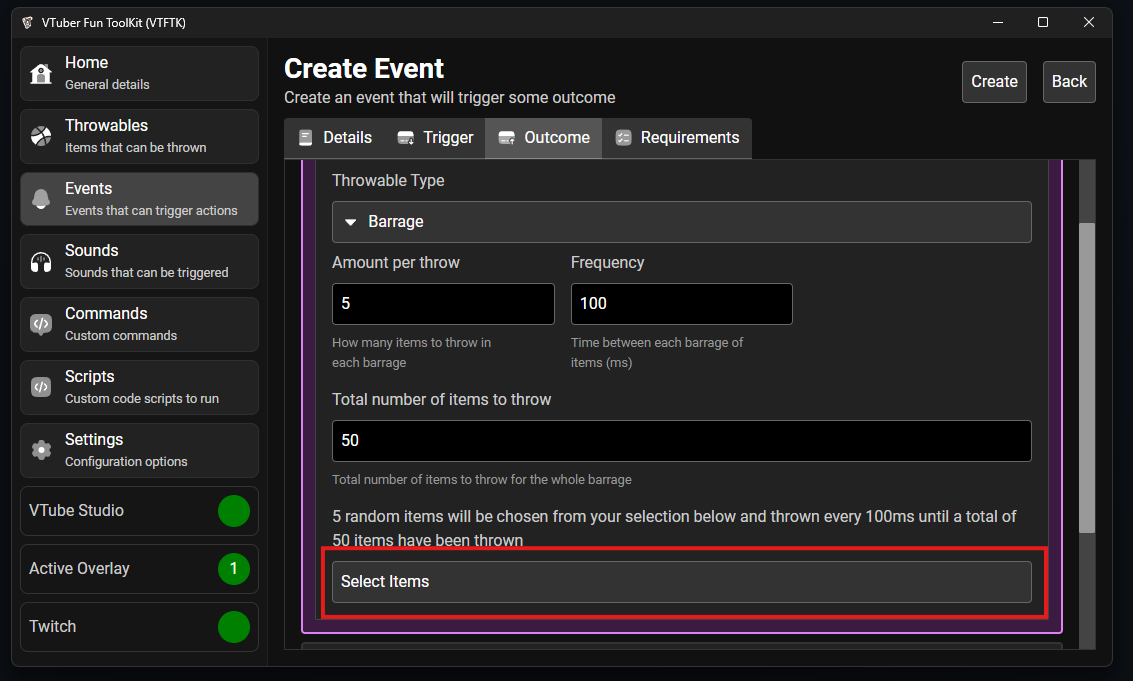 VTuber Fun ToolKit (VTFTK)
Home
General details
Throwables
Items that can be thrown
Events
Events that can trigger actions
Sounds
Sounds that can be triggered
Commands
Custom commands
Scripts
Custom code scripts to run
Settings
Configuration options
VTube Studio
Active Overlay 1
Twitch
Create Event
Create an event that will trigger some outcome
Create Back
Details Trigger Outcome Requirements
Throwable Type
Barrage
Amount per throw Frequency
5 100
How many items to throw in
each barrage
Time between each barrage of
items (ms)
Total number of items to throw
50
Total number of items to throw for the whole barrage
5 random items will be chosen from your selection below and thrown every 100ms until a total of
50 items have been thrown
Select Items